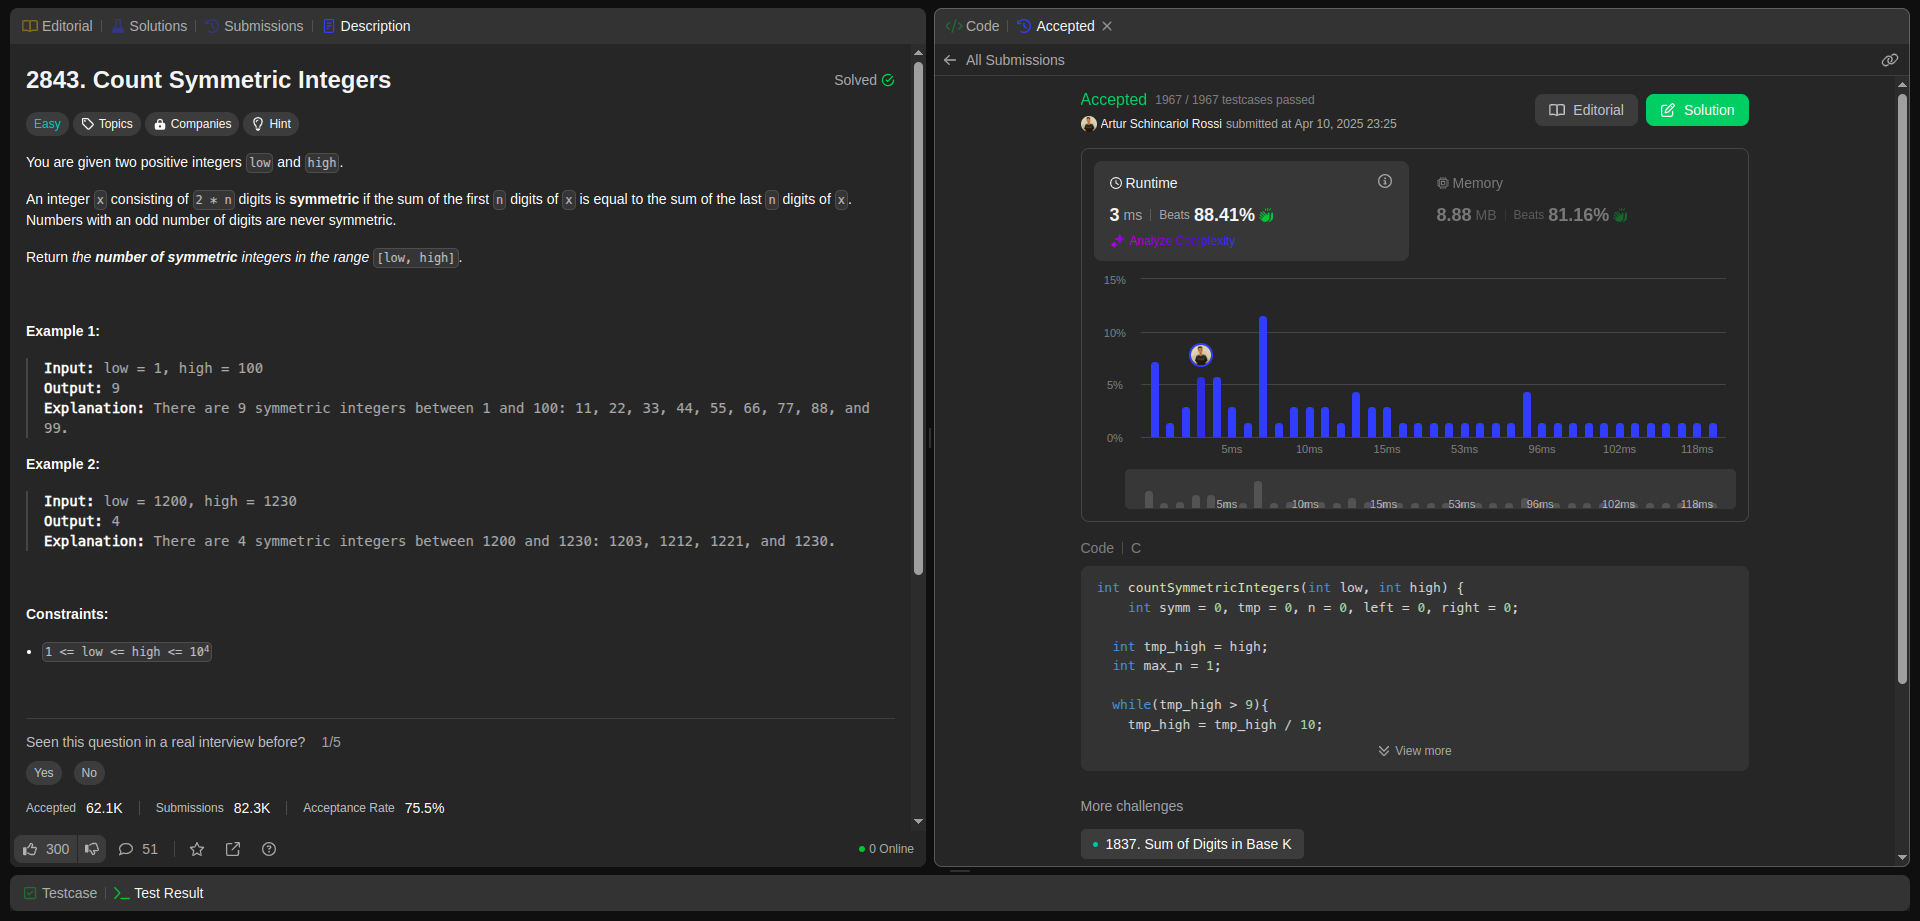 Editorial | Solutions | Submissions | Description
2843. Count Symmetric Integers
Solved
Easy Topics Companies Hint
You are given two positive integers low and high.
An integer x consisting of 2 * n digits is symmetric if the sum of the first n digits of x is equal to the sum of the last n digits of x.
Numbers with an odd number of digits are never symmetric.
Return the number of symmetric integers in the range [low, high].
Example 1:
Input: low = 1, high = 100
Output: 9
Explanation: There are 9 symmetric integers between 1 and 100: 11, 22, 33, 44, 55, 66, 77, 88, and
99.
Example 2:
Input: low = 1200, high = 1230
Output: 4
Explanation: There are 4 symmetric integers between 1200 and 1230: 1203, 1212, 1221, and 1230.
Constraints:
• 1 <= low <= high <= 10⁴
Seen this question in a real interview before? 1/5
Yes No
Accepted 62.1K | Submissions 82.3K | Acceptance Rate 75.5%
300 51
0 Online
Testcase | Test Result
Code | Accepted
All Submissions
Accepted 1967 / 1967 testcases passed
Artur Schincariol Rossi submitted at Apr 10, 2025 23:25
Editorial Solution
Runtime
3 ms | Beats 88.41%
Analyze Complexity
Memory
8.88 MB | Beats 81.16%
15%
10%
5%
0%
5ms 10ms 15ms 53ms 96ms 102ms 118ms
5ms 10ms 15ms 53ms 96ms 102ms 118ms
Code | C
int countSymmetricIntegers(int low, int high) {
int symm = 0, tmp = 0, n = 0, left = 0, right = 0;
int tmp_high = high;
int max_n = 1;
while(tmp_high > 9){
tmp_high = tmp_high / 10;
View more
More challenges
• 1837. Sum of Digits in Base K